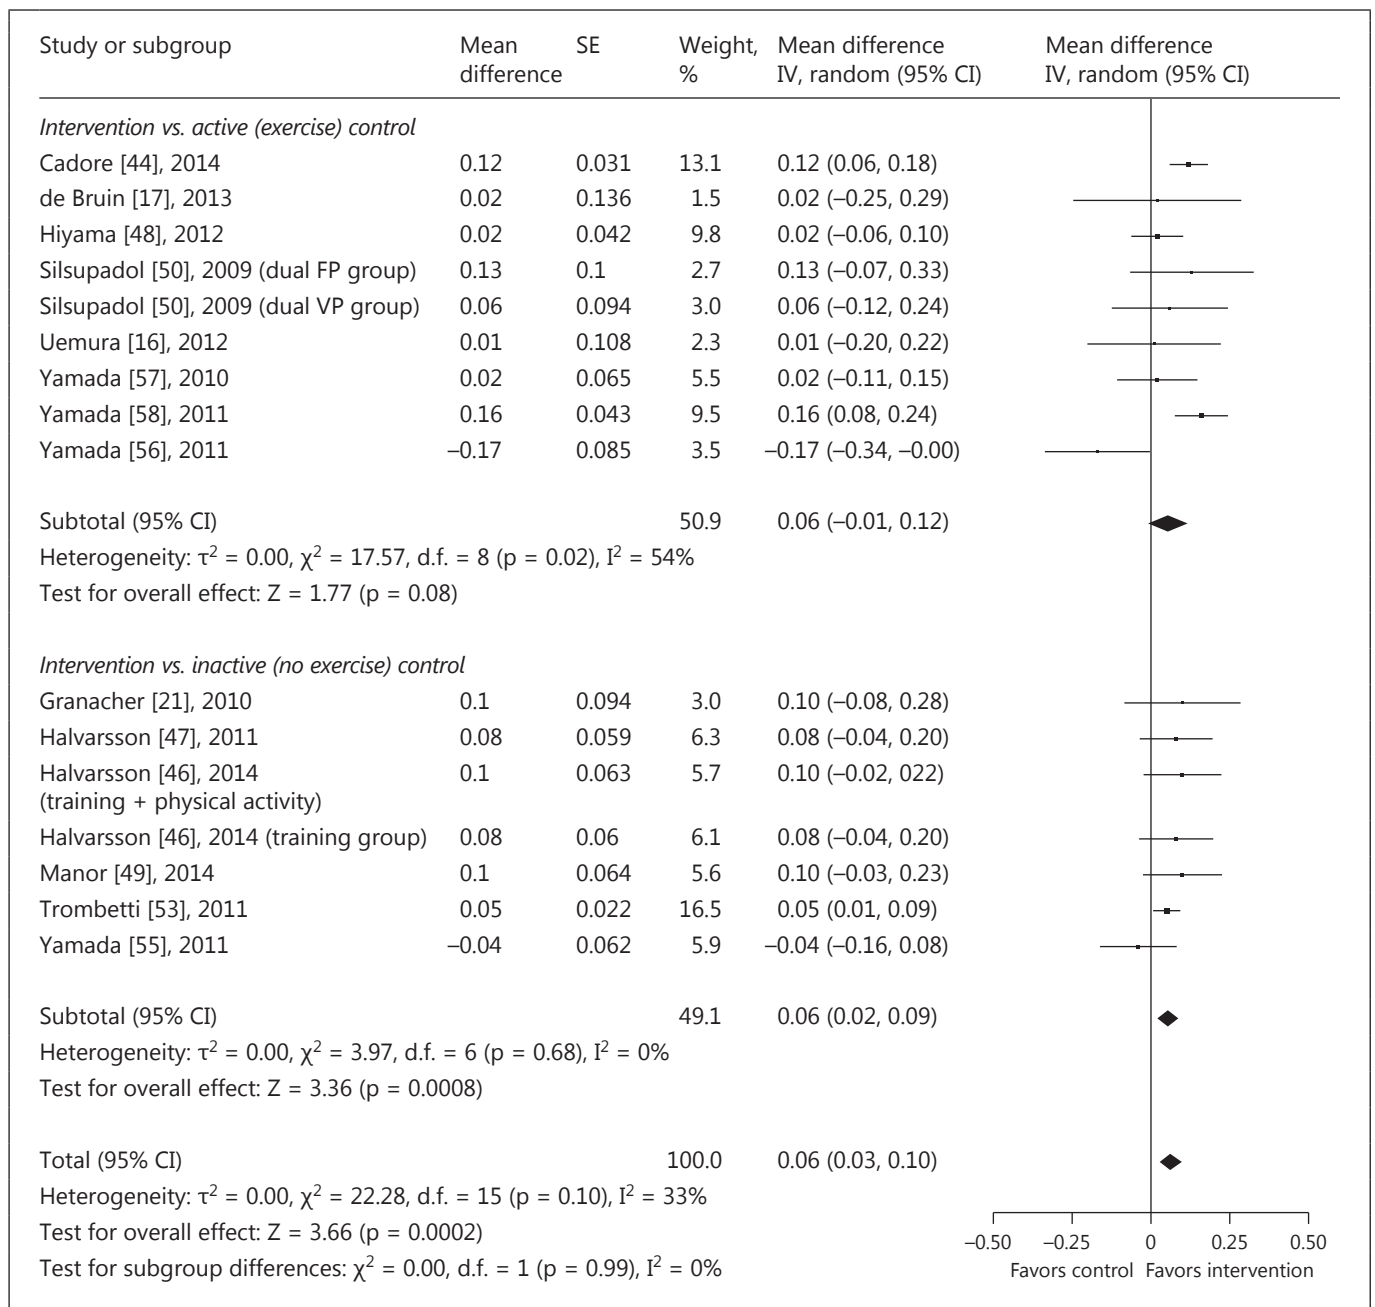 Study or subgroup Mean difference SE Weight, % Mean difference IV, random (95% CI) Mean difference IV, random (95% CI)
Intervention vs. active (exercise) control
Cadore [44], 2014 0.12 0.031 13.1 0.12 (0.06, 0.18)
de Bruin [17], 2013 0.02 0.136 1.5 0.02 (–0.25, 0.29)
Hiyama [48], 2012 0.02 0.042 9.8 0.02 (–0.06, 0.10)
Silsupadol [50], 2009 (dual FP group) 0.13 0.1 2.7 0.13 (–0.07, 0.33)
Silsupadol [50], 2009 (dual VP group) 0.06 0.094 3.0 0.06 (–0.12, 0.24)
Uemura [16], 2012 0.01 0.108 2.3 0.01 (–0.20, 0.22)
Yamada [57], 2010 0.02 0.065 5.5 0.02 (–0.11, 0.15)
Yamada [58], 2011 0.16 0.043 9.5 0.16 (0.08, 0.24)
Yamada [56], 2011 –0.17 0.085 3.5 –0.17 (–0.34, –0.00)
Subtotal (95% CI) 50.9 0.06 (–0.01, 0.12)
Heterogeneity: τ² = 0.00, χ² = 17.57, d.f. = 8 (p = 0.02), I² = 54%
Test for overall effect: Z = 1.77 (p = 0.08)
Intervention vs. inactive (no exercise) control
Granacher [21], 2010 0.1 0.094 3.0 0.10 (–0.08, 0.28)
Halvarsson [47], 2011 0.08 0.059 6.3 0.08 (–0.04, 0.20)
Halvarsson [46], 2014 0.1 0.063 5.7 0.10 (–0.02, 022)
(training + physical activity)
Halvarsson [46], 2014 (training group) 0.08 0.06 6.1 0.08 (–0.04, 0.20)
Manor [49], 2014 0.1 0.064 5.6 0.10 (–0.03, 0.23)
Trombetti [53], 2011 0.05 0.022 16.5 0.05 (0.01, 0.09)
Yamada [55], 2011 –0.04 0.062 5.9 –0.04 (–0.16, 0.08)
Subtotal (95% CI) 49.1 0.06 (0.02, 0.09)
Heterogeneity: τ² = 0.00, χ² = 3.97, d.f. = 6 (p = 0.68), I² = 0%
Test for overall effect: Z = 3.36 (p = 0.0008)
Total (95% CI) 100.0 0.06 (0.03, 0.10)
Heterogeneity: τ² = 0.00, χ² = 22.28, d.f. = 15 (p = 0.10), I² = 33%
Test for overall effect: Z = 3.66 (p = 0.0002)
Test for subgroup differences: χ² = 0.00, d.f. = 1 (p = 0.99), I² = 0%
–0.50 –0.25 0 0.25 0.50
Favors control Favors intervention